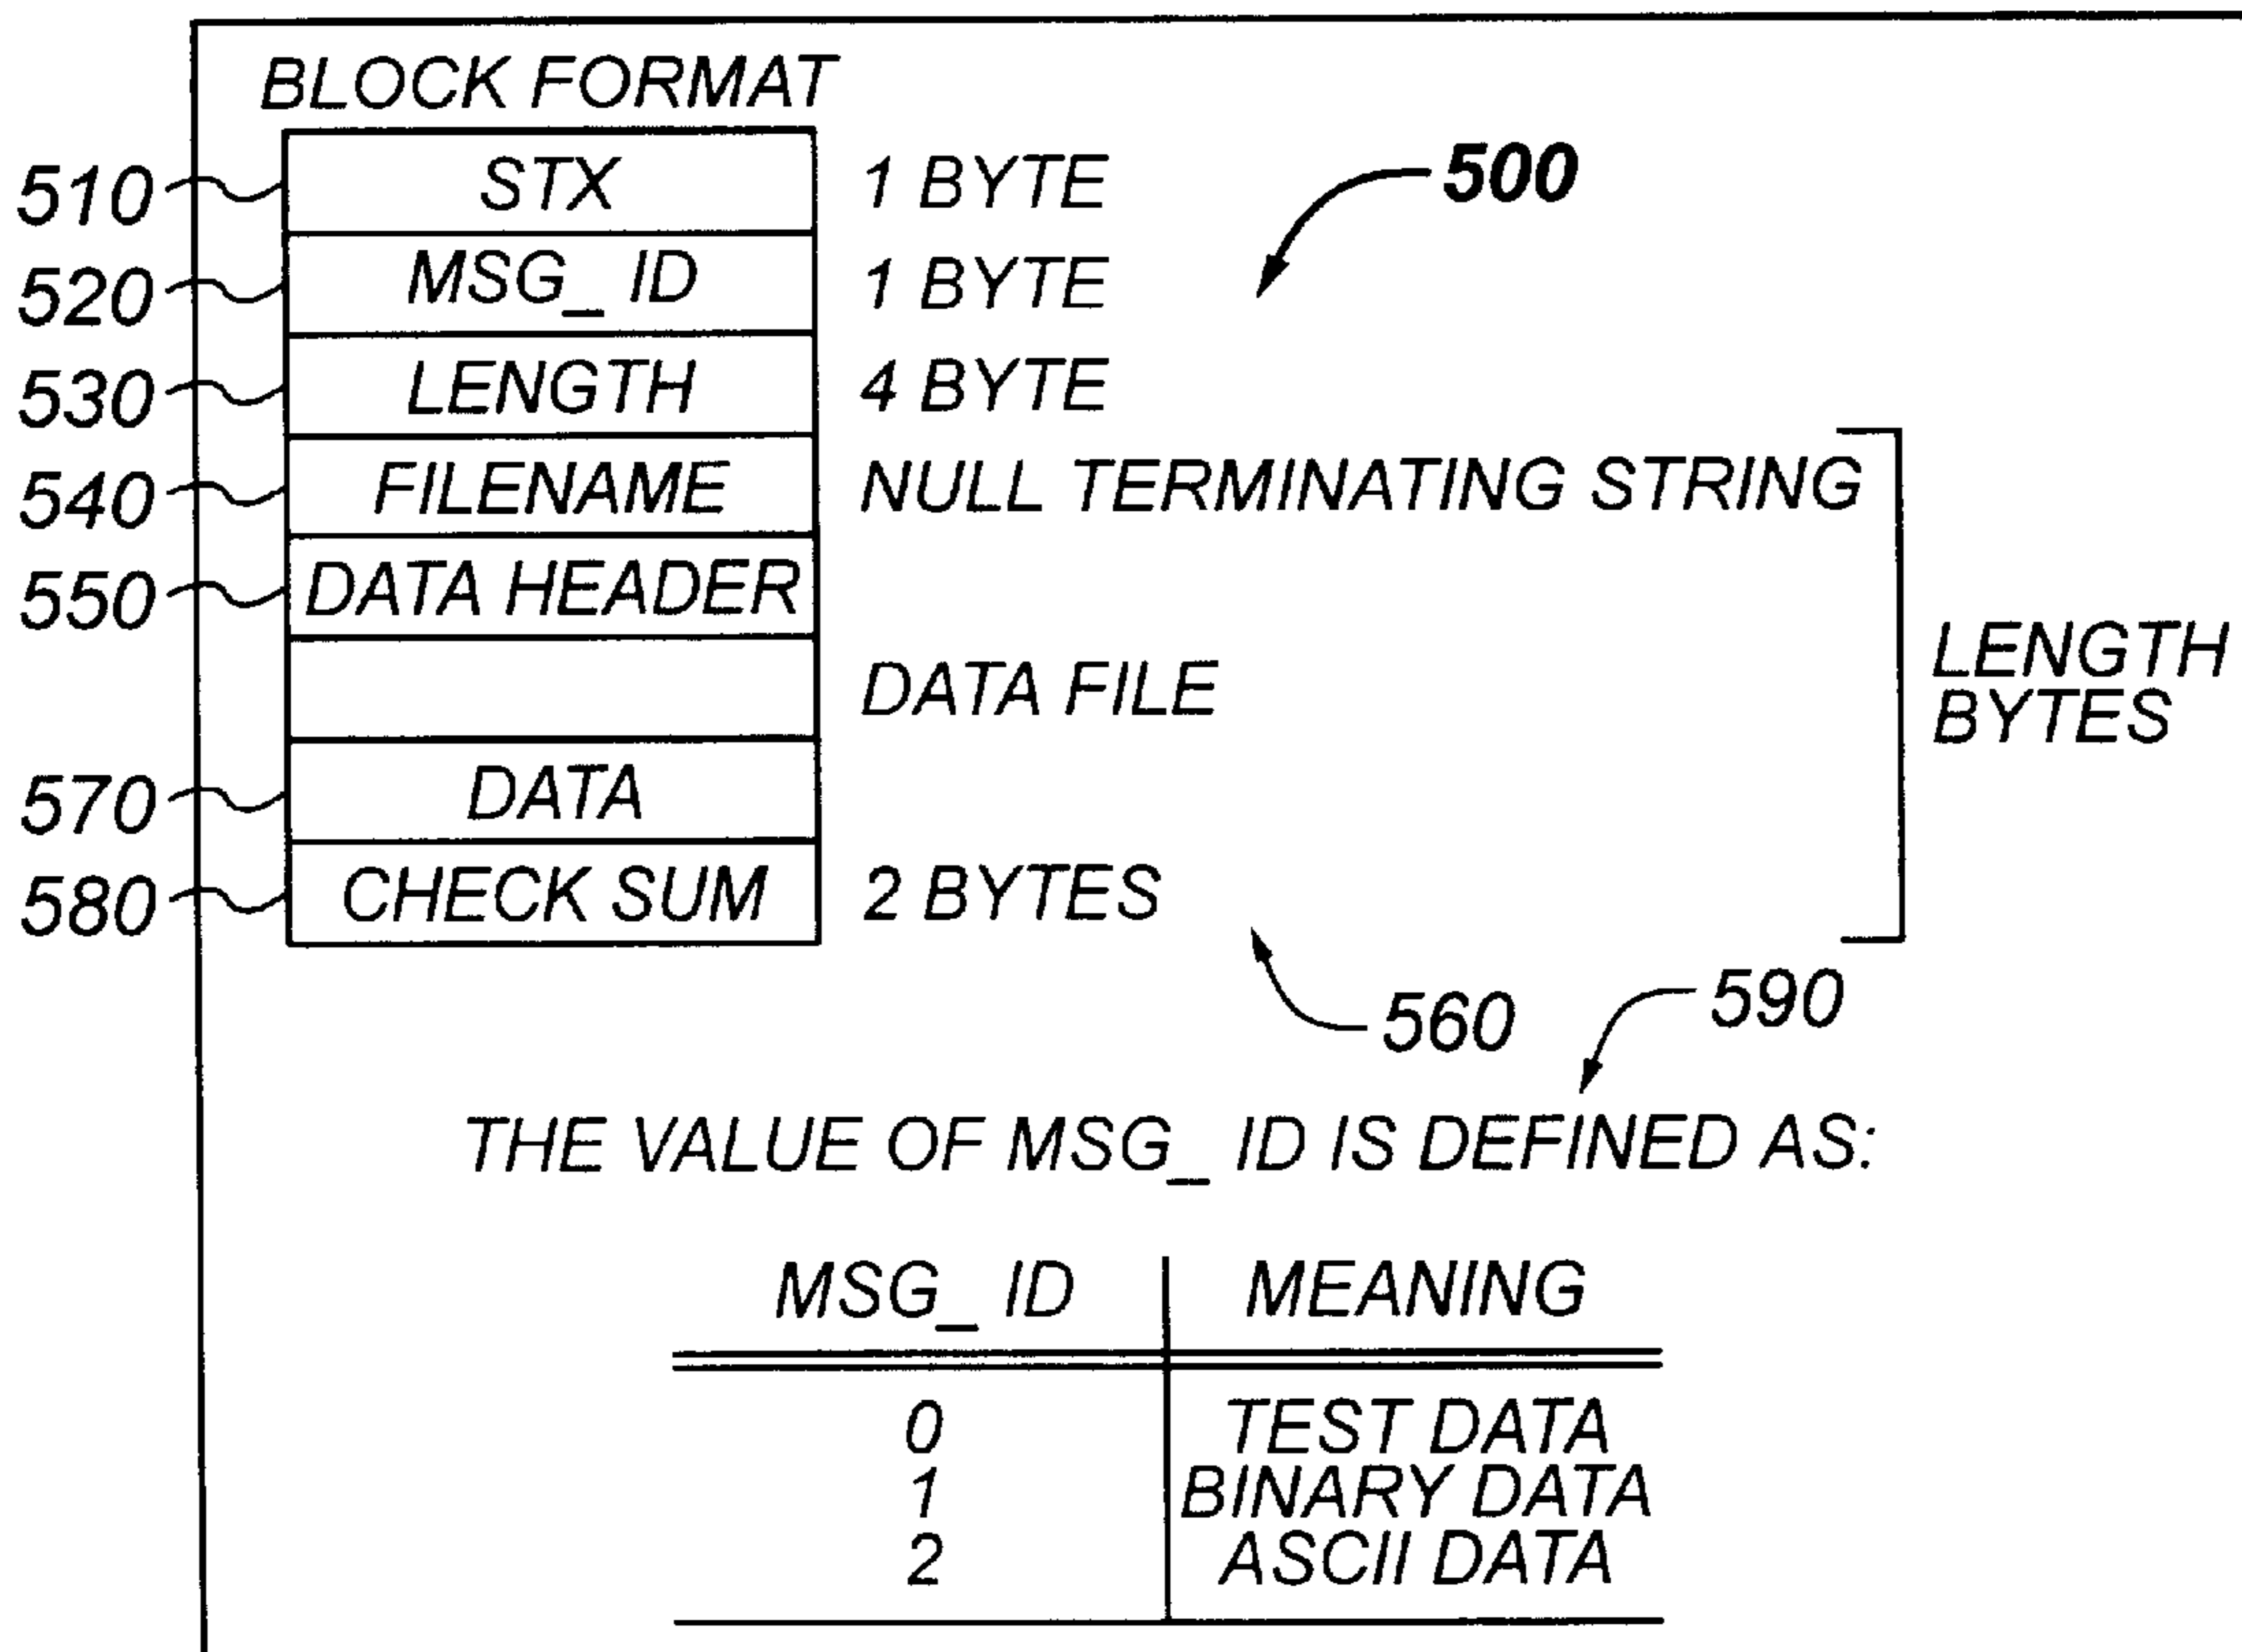 BLOCK FORMAT
510 STX 1 BYTE 500
520 MSG_ ID 1 BYTE
530 LENGTH 4 BYTE
540 FILENAME NULL TERMINATING STRING
550 DATA HEADER
DATA FILE
LENGTH
BYTES
570 DATA
580 CHECK SUM 2 BYTES
560 590
THE VALUE OF MSG_ ID IS DEFINED AS:
MSG_ ID MEANING
0 TEST DATA
1 BINARY DATA
2 ASCII DATA